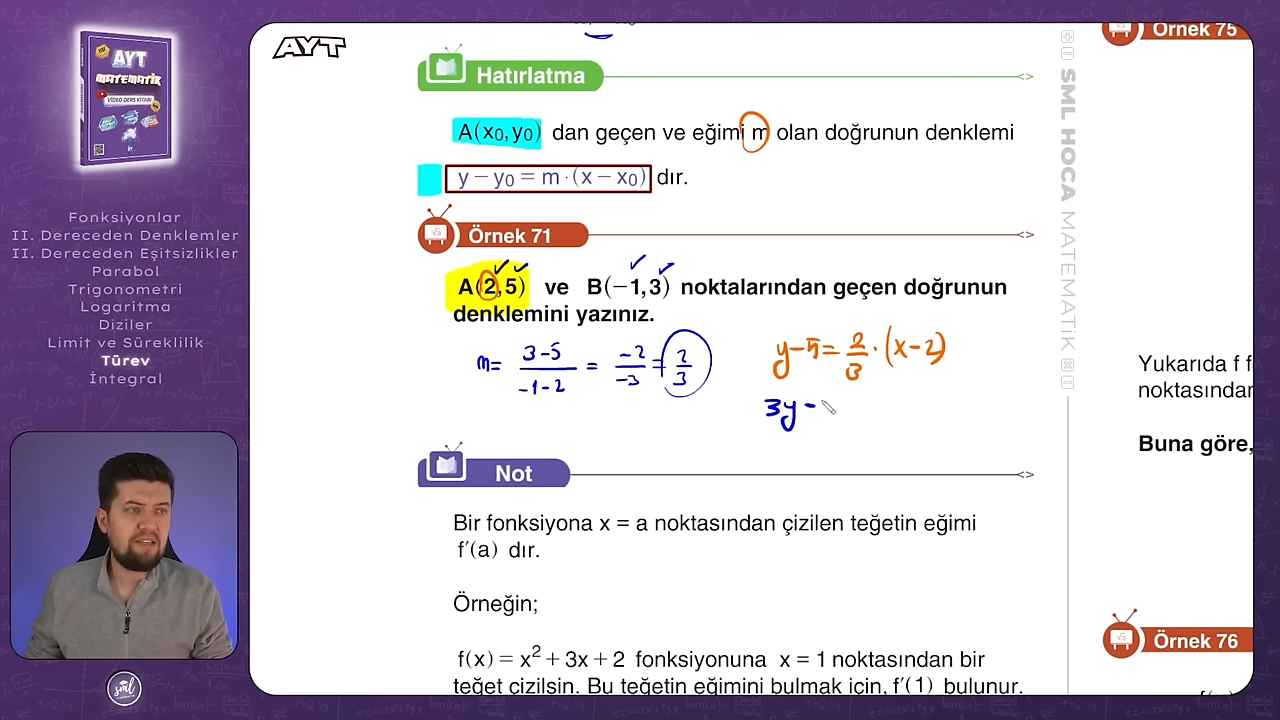 AYT
MATEMATİK
VİDEO DERS KİTABI
Fonksiyonlar
II. Dereceden Denklemler
II. Dereceden Eşitsizlikler
Parabol
Trigonometri
Logaritma
Diziler
Limit ve Süreklilik
Türev
İntegral
sml
AYT
Hatırlatma
A(x₀,y₀) dan geçen ve eğimi m olan doğrunun denklemi
y − y₀ = m · (x − x₀) dır.
Örnek 71
A(2,5) ve B(−1,3) noktalarından geçen doğrunun
denklemini yazınız.
m= 3-5/-1-2 = -2/-3 = 2/3
y-5= 2/3 · (x-2)
3y -
Not
Bir fonksiyona x = a noktasından çizilen teğetin eğimi
f′(a) dır.
Örneğin;
f(x) = x² + 3x + 2 fonksiyonuna x = 1 noktasından bir
teğet çizilsin. Bu teğetin eğimini bulmak için, f′(1) bulunur.
SML HOCA MATEMATİK
Örnek 75
Yukarıda f f
noktasından
Buna göre,
Örnek 76